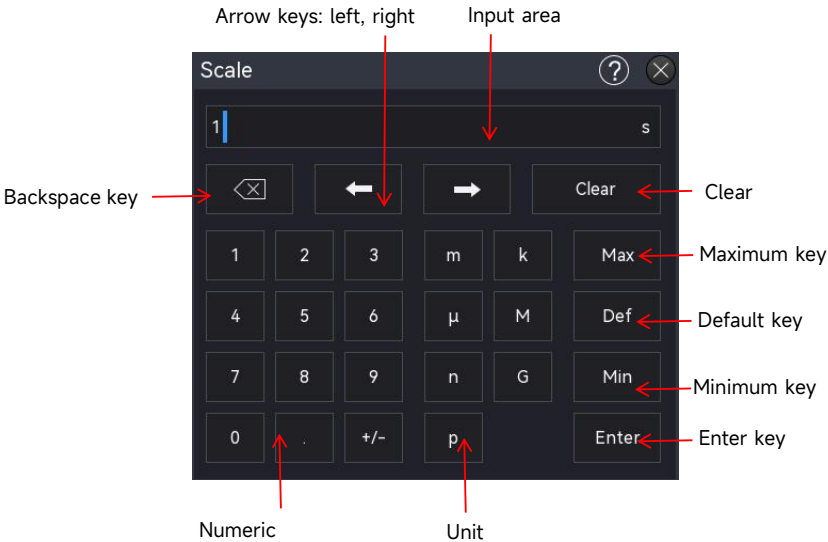 Arrow keys: left, right Input area
Scale ?
1 s
Backspace key Clear Clear
1 2 3 m k Max Maximum key
4 5 6 μ M Def Default key
7 8 9 n G Min Minimum key
0 . +/- p Enter Enter key
Numeric Unit